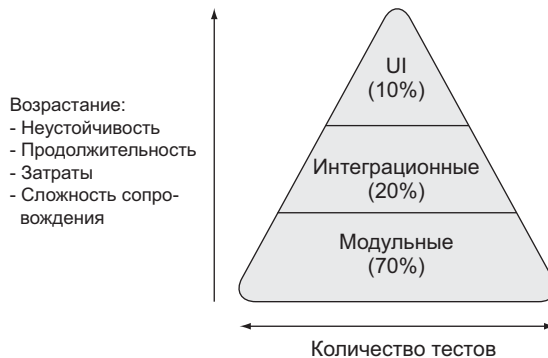 UI
(10%)
Возрастание:
- Неустойчивость
- Продолжительность
- Затраты
- Сложность сопро-
вождения
Интеграционные
(20%)
Модульные
(70%)
Количество тестов